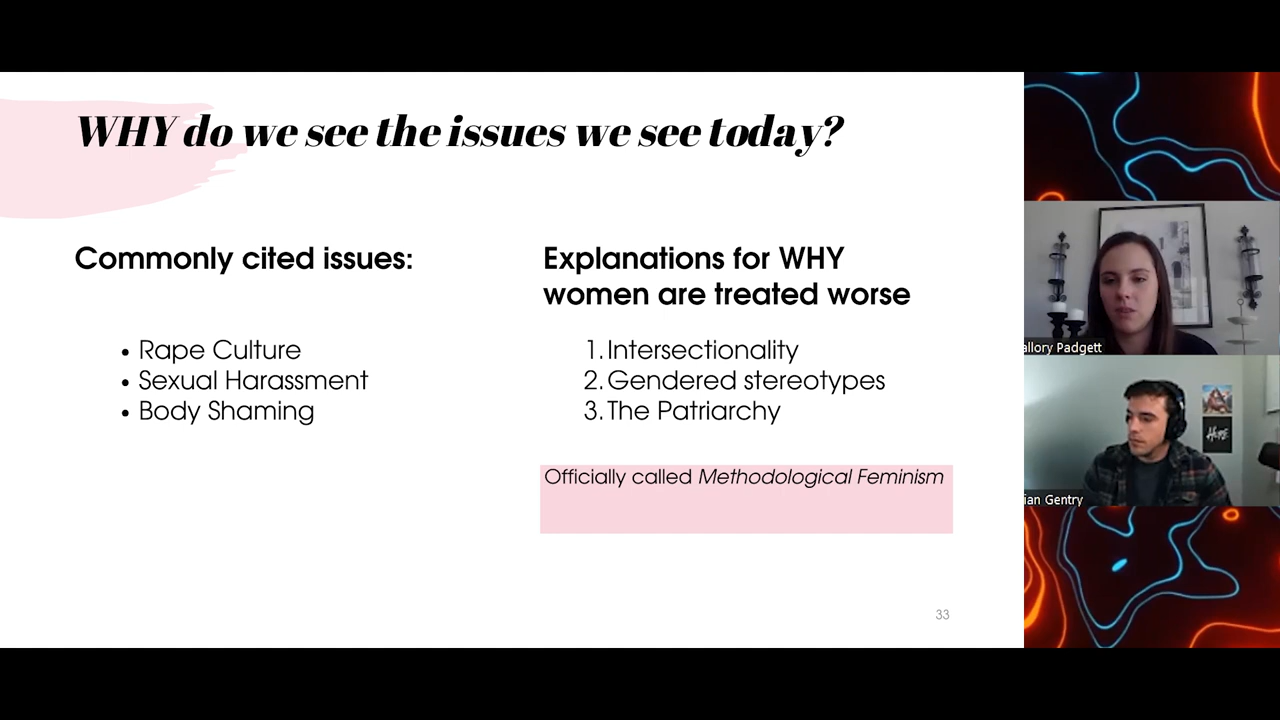 WHY do we see the issues we see today?
Commonly cited issues:
• Rape Culture
• Sexual Harassment
• Body Shaming
Explanations for WHY
women are treated worse
1. Intersectionality
2. Gendered stereotypes
3. The Patriarchy
Officially called Methodological Feminism
33
allory Padgett
HERE
ian Gentry